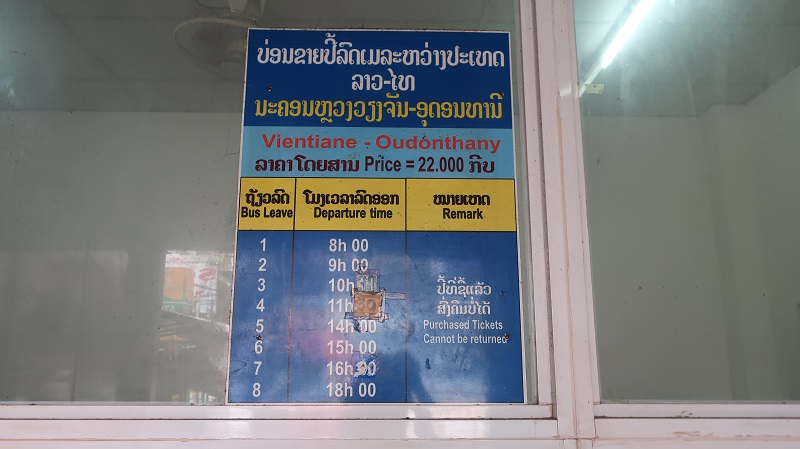 ບ່ອນຂາຍປີ້ລົດເມລະຫວ່າງປະເທດ
ລາວ-ໄທ
ນະຄອນຫຼວງວຽງຈັນ-ອຸດອນທານີ
Vientiane - Oudonthany
ລາຄາໂດຍສານ Price = 22.000 ກີບ
ຖ້ຽວລົດ ໂມງເວລາລົດອອກ ໝາຍເຫດ
Bus Leave Departure time Remark
1 8h 00
2 9h 00
3 10h
4 11h
5 14h 00
6 15h 00
7 16h
8 18h 00
ປີ້ທີ່ຊື້ແລ້ວ
ສົ່ງຄືນບໍ່ໄດ້
Purchased Tickets
Cannot be returned